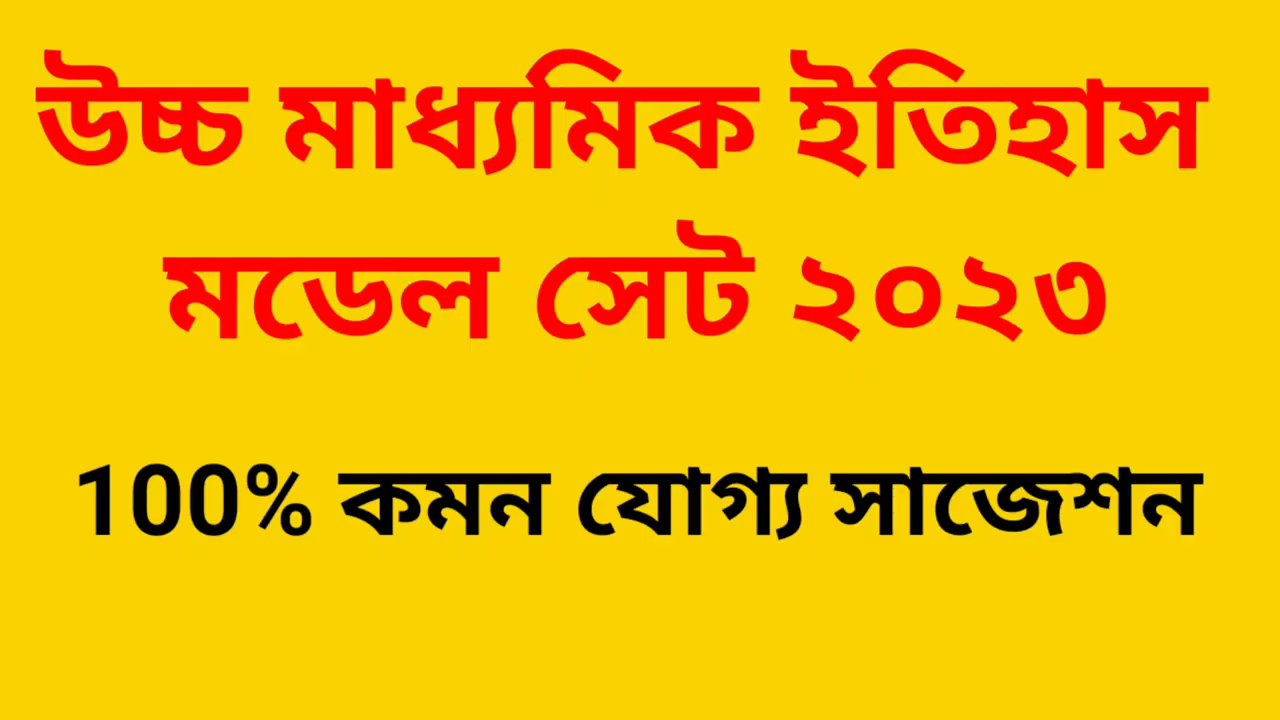 উচ্চ মাধ্যমিক ইতিহাস
মডেল সেট ২০২৩
100% কমন যোগ্য সাজেশন